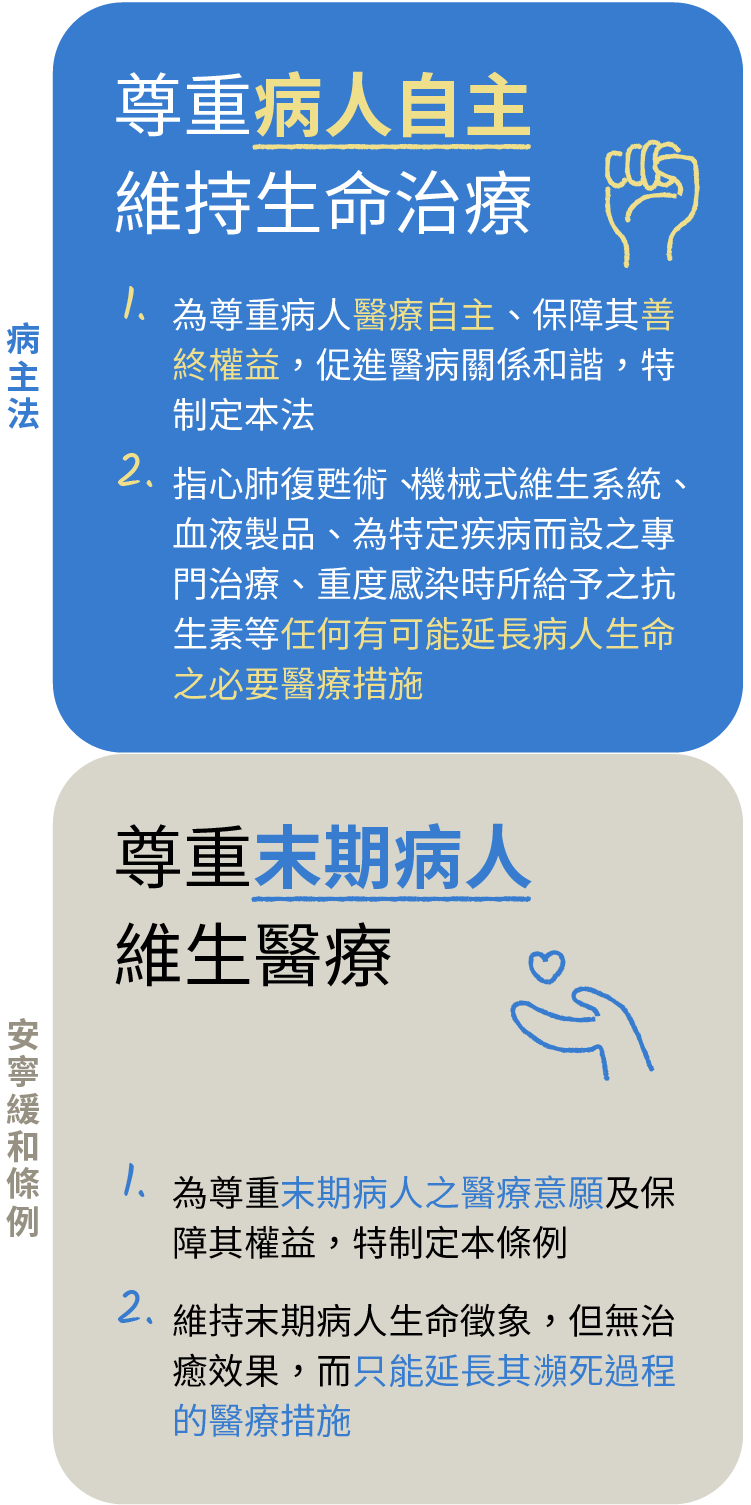 病主法
尊重病人自主
維持生命治療
1. 為尊重病人醫療自主、保障其善
終權益，促進醫病關係和諧，特
制定本法
2. 指心肺復甦術、機械式維生系統、
血液製品、為特定疾病而設之專
門治療、重度感染時所給予之抗
生素等任何有可能延長病人生命
之必要醫療措施
安寧緩和條例
尊重末期病人
維生醫療
1. 為尊重末期病人之醫療意願及保
障其權益，特制定本條例
2. 維持末期病人生命徵象，但無治
癒效果，而只能延長其瀕死過程
的醫療措施